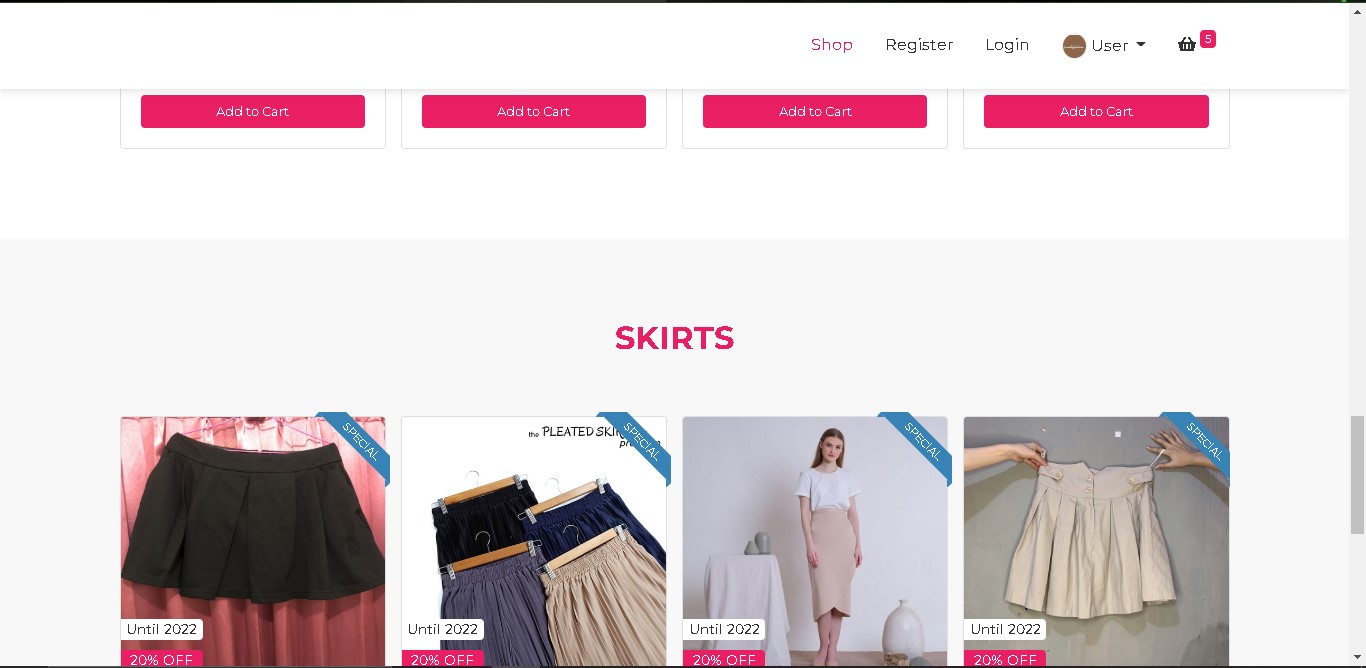 Shop Register Login User 5
Add to Cart Add to Cart Add to Cart Add to Cart
SKIRTS
SPECIAL SPECIAL SPECIAL SPECIAL
the PLEATED
Until 2022 Until 2022 Until 2022 Until 2022
20% OFF 20% OFF 20% OFF 20% OFF